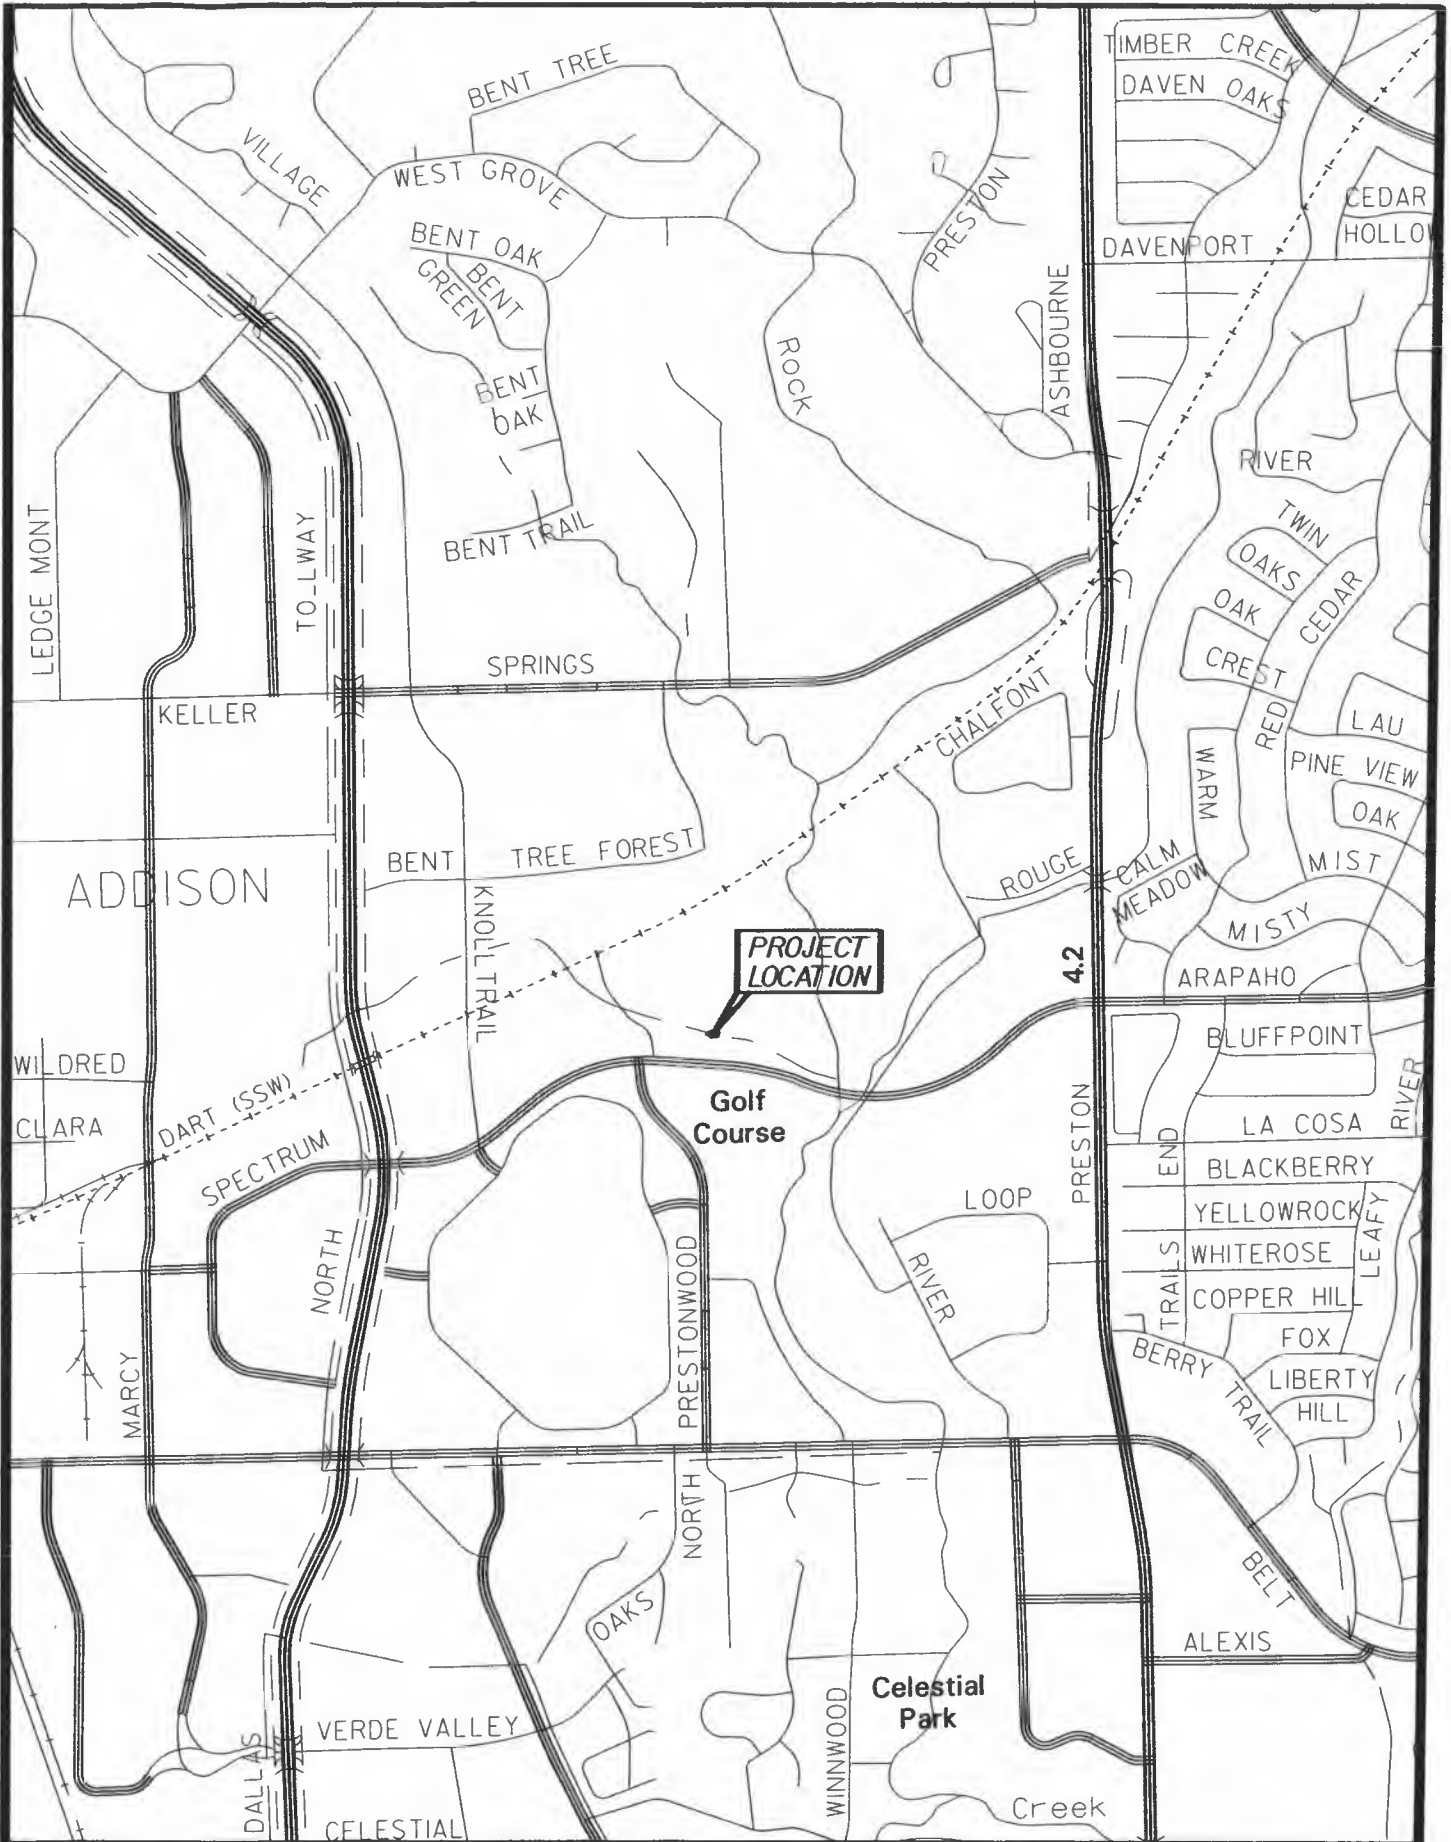 TIMBER CREEK
BENT TREE
DAVEN OAKS
VILLAGE
WEST GROVE
PRESTON
CEDAR
HOLLOW
BENT OAK
DAVENPORT
BENT
GREEN
ASHBOURNE
ROCK
BENT
OAK
RIVER
LEDGE MONT
TOLLWAY
TWIN
OAKS
BENT TRAIL
OAK
CEDAR
CREST
SPRINGS
KELLER
CHALFONT
RED
LAU
WARM
PINE VIEW
OAK
BENT
TREE FOREST
ROUGE
CALM
MEADOW
MIST
ADDISON
KNOLL TRAIL
MISTY
PROJECT
LOCATION
4.2
ARAPAHO
BLUFFPOINT
WILDRED
DART (SSW)
Golf
Course
CLARA
LA COSA
RIVER
SPECTRUM
PRESTON
END
BLACKBERRY
LOOP
YELLOWROCK
LEAFY
WHITEROSE
NORTH
RIVER
PRESTONWOOD
TRAILS
COPPER HILL
FOX
MARCY
BERRY TRAIL
LIBERTY
HILL
NORTH
BELT
OAKS
ALEXIS
Celestial
Park
VERDE VALLEY
WINNWOOD
DALLAS
CELESTIAL
Creek